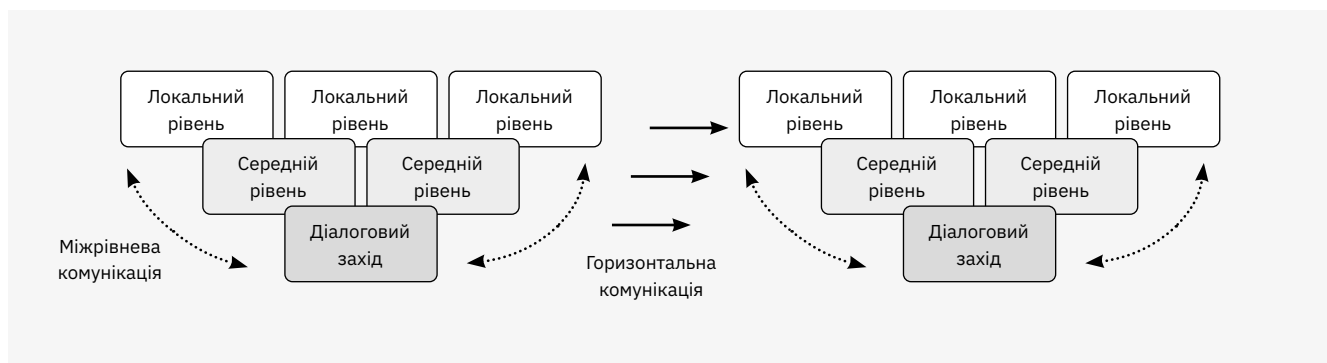 Локальний
рівень
Локальний
рівень
Локальний
рівень
Середній
рівень
Середній
рівень
Діалоговий
захід
Міжрівнева
комунікація
Горизонтальна
комунікація
Локальний
рівень
Локальний
рівень
Локальний
рівень
Середній
рівень
Середній
рівень
Діалоговий
захід